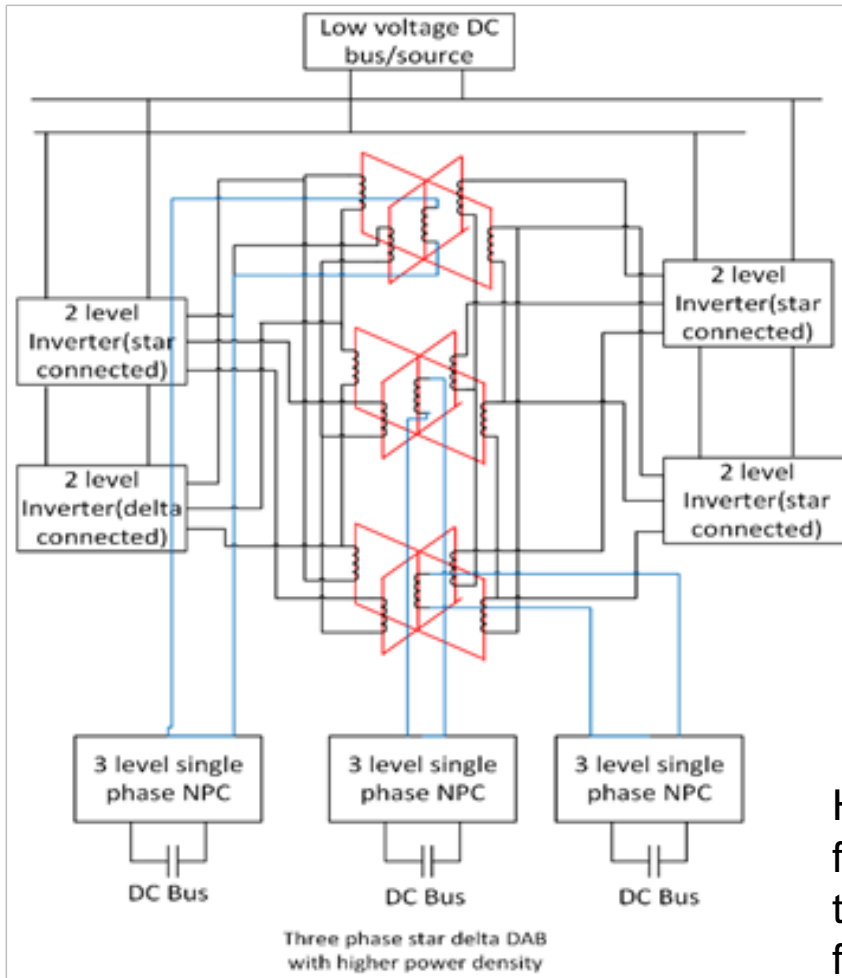 Low voltage DC
bus/source
2 level
Inverter(star
connected)
2 level
Inverter(delta
connected)
2 level
Inverter(star
connected)
2 level
Inverter(star
connected)
3 level single
phase NPC
3 level single
phase NPC
3 level single
phase NPC
DC Bus
DC Bus
DC Bus
Three phase star delta DAB
with higher power density